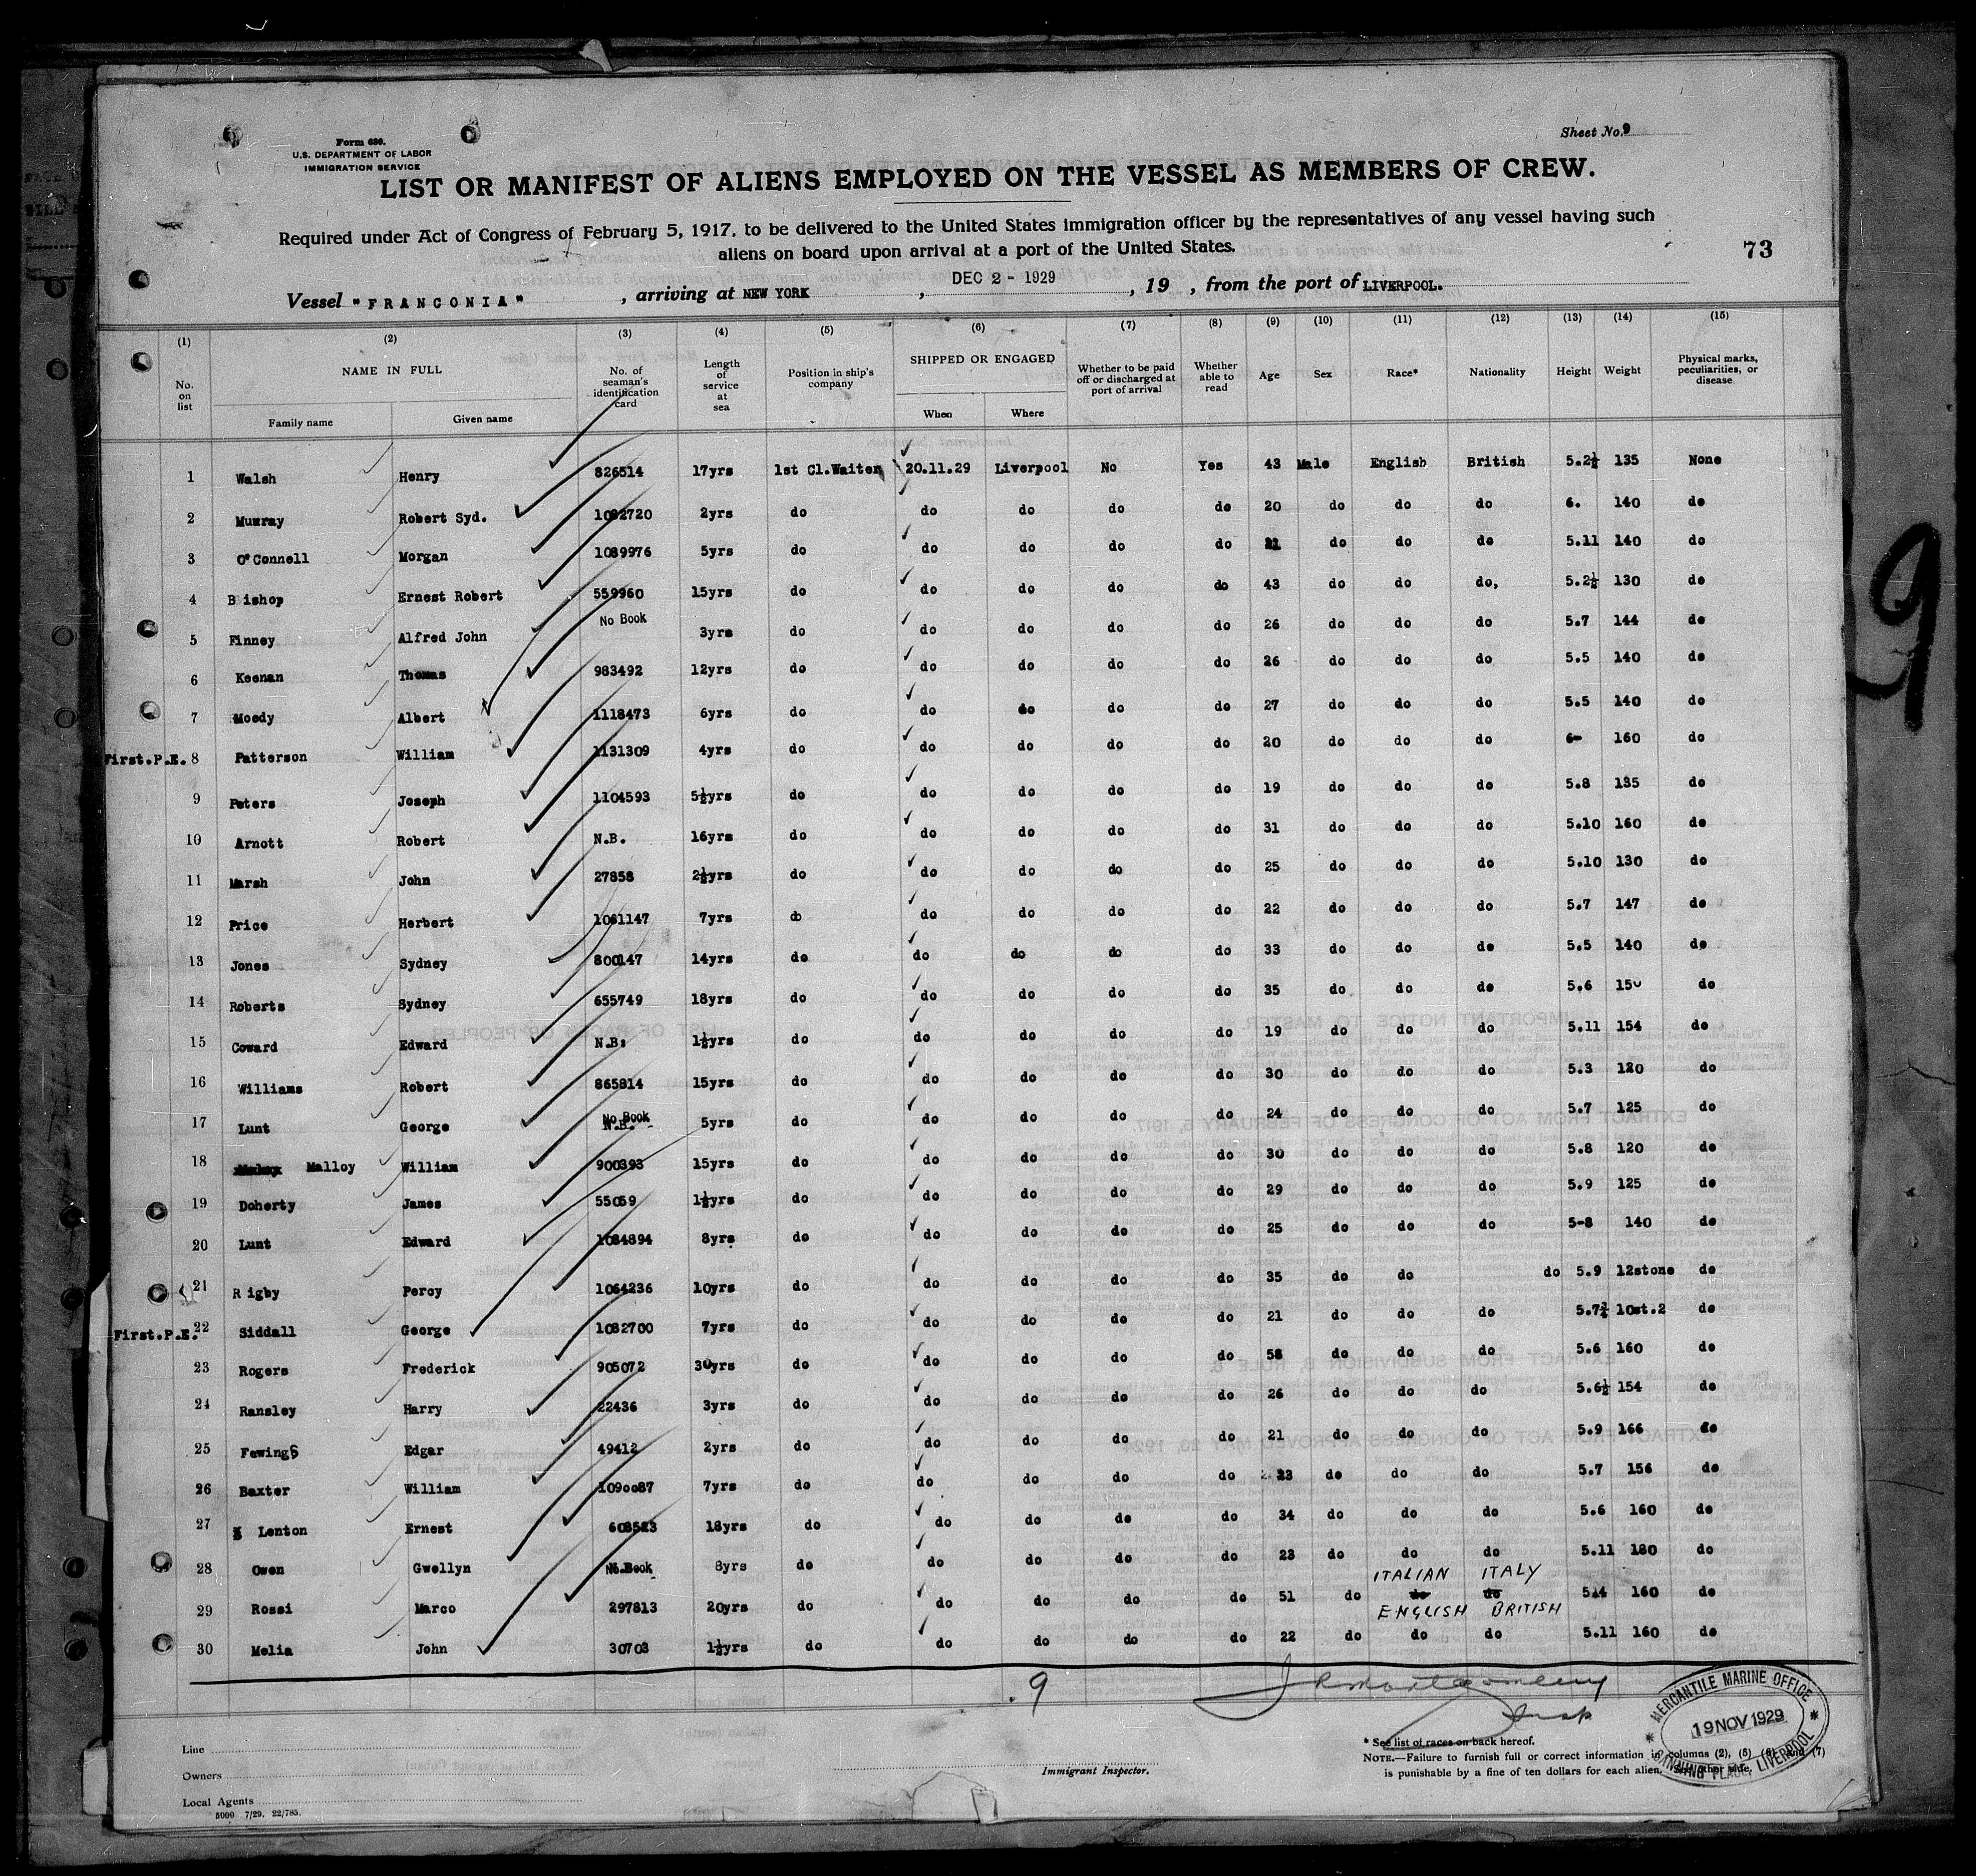 Sheet No. 9
Form 680.
U.S. DEPARTMENT OF LABOR
IMMIGRATION SERVICE
LIST OR MANIFEST OF ALIENS EMPLOYED ON THE VESSEL AS MEMBERS OF CREW.
Required under Act of Congress of February 5, 1917, to be delivered to the United States immigration officer by the representatives of any vessel having such
aliens on board upon arrival at a port of the United States.
73
Vessel "FRANCONIA", arriving at NEW YORK, DEC 2 - 1929, 19 , from the port of LIVERPOOL.
(1) (2) (3) (4) (5) (6) (7) (8) (9) (10) (11) (12) (13) (14) (15)
No. on list NAME IN FULL Family name Given name No. of seaman's identification card Length of service at sea Position in ship's company SHIPPED OR ENGAGED When Where Whether to be paid off or discharged at port of arrival Whether able to read Age Sex Race* Nationality Height Weight Physical marks, peculiarities, or disease
1 Walsh Henry 826514 17yrs 1st Cl.Waiter 20.11.29 Liverpool No Yes 43 Male English British 5.2½ 135 None
2 Murray Robert Syd. 1082720 2yrs do do do do do 20 do do do 6. 140 do
3 O'Connell Morgan 1089976 5yrs do do do do do 21 do do do 5.11 140 do
4 Bishop Ernest Robert 559960 15yrs do do do do do 43 do do do, 5.2½ 130 do
5 Finney Alfred John No Book 3yrs do do do do do 26 do do do 5.7 144 do
6 Keenan Thomas 983492 12yrs do do do do do 26 do do do 5.5 140 do
7 Moody Albert 1118473 6yrs do do do do do 27 do do do 5.5 140 do
First.P.E. 8 Patterson William 1131309 4yrs do do do do do 20 do do do 6- 160 do
9 Peters Joseph 1104593 5½yrs do do do do do 19 do do do 5.8 135 do
10 Arnott Robert N.B. 16yrs do do do do do 31 do do do 5.10 160 do
11 Marsh John 27858 2½yrs do do do do do 25 do do do 5.10 130 do
12 Price Herbert 1061147 7yrs do do do do do 22 do do do 5.7 147 do
13 Jones Sydney 800147 14yrs do do do do do 33 do do do 5.5 140 do
14 Roberts Sydney 655749 18yrs do do do do do 35 do do do 5.6 150 do
15 Coward Edward N.B. 1½yrs do do do do do 19 do do do 5.11 154 do
16 Williams Robert 865814 15yrs do do do do do 30 do do do 5.3 120 do
17 Lunt George No Book N.B. 5yrs do do do do do 24 do do do 5.7 125 do
18 Malloy William 900393 15yrs do do do do do 30 do do do 5.8 120 do
19 Doherty James 55059 1½yrs do do do do do 29 do do do 5.9 125 do
20 Lunt Edward 1084894 8yrs do do do do do 25 do do do 5-8 140 do
21 Rigby Percy 1064236 10yrs do do do do do 35 do do do 5.9 12stone do
First.P.E. 22 Siddall George 1082700 7yrs do do do do do 21 do do do 5.7½ 10st.2 do
23 Rogers Frederick 905072 30yrs do do do do do 58 do do do 5.6 160 do
24 Ransley Harry 22436 3yrs do do do do do 26 do do do 5.6½ 154 do
25 Fewings Edgar 49412 2yrs do do do do do 21 do do do 5.9 166 do
26 Baxter William 1090087 7yrs do do do do do 23 do do do 5.7 156 do
27 Lenton Ernest 608523 18yrs do do do do do 34 do do do 5.6 160 do
28 Owen Gwellyn No Book 8yrs do do do do do 23 do do do 5.11 180 do
ITALIAN ITALY
29 Rossi Marco 297813 20yrs do do do do do 51 do do do 5.4 160 do
ENGLISH BRITISH
30 Melia John 30703 1½yrs do do do do do 22 do do do 5.11 160 do
9
.9
MERCANTILE MARINE OFFICE
19 NOV 1929
CANNING PLACE LIVERPOOL
Line
Owners
Local Agents
5000 7/29. 22/785.
Immigrant Inspector.
* See list of races on back hereof.
NOTE.—Failure to furnish full or correct information in columns (2), (5) (6) and (7)
is punishable by a fine of ten dollars for each alien. See other side.